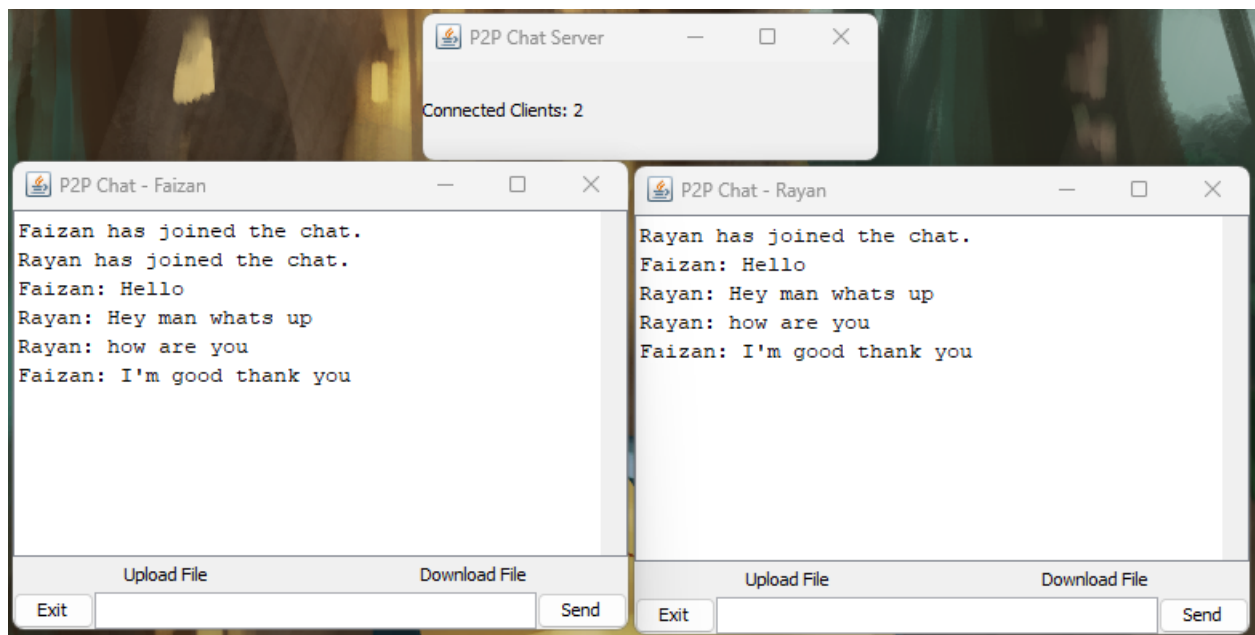 P2P Chat Server
Connected Clients: 2
P2P Chat - Faizan
Faizan has joined the chat.
Rayan has joined the chat.
Faizan: Hello
Rayan: Hey man whats up
Rayan: how are you
Faizan: I'm good thank you
Upload File
Download File
Exit
Send
P2P Chat - Rayan
Rayan has joined the chat.
Faizan: Hello
Rayan: Hey man whats up
Rayan: how are you
Faizan: I'm good thank you
Upload File
Download File
Exit
Send